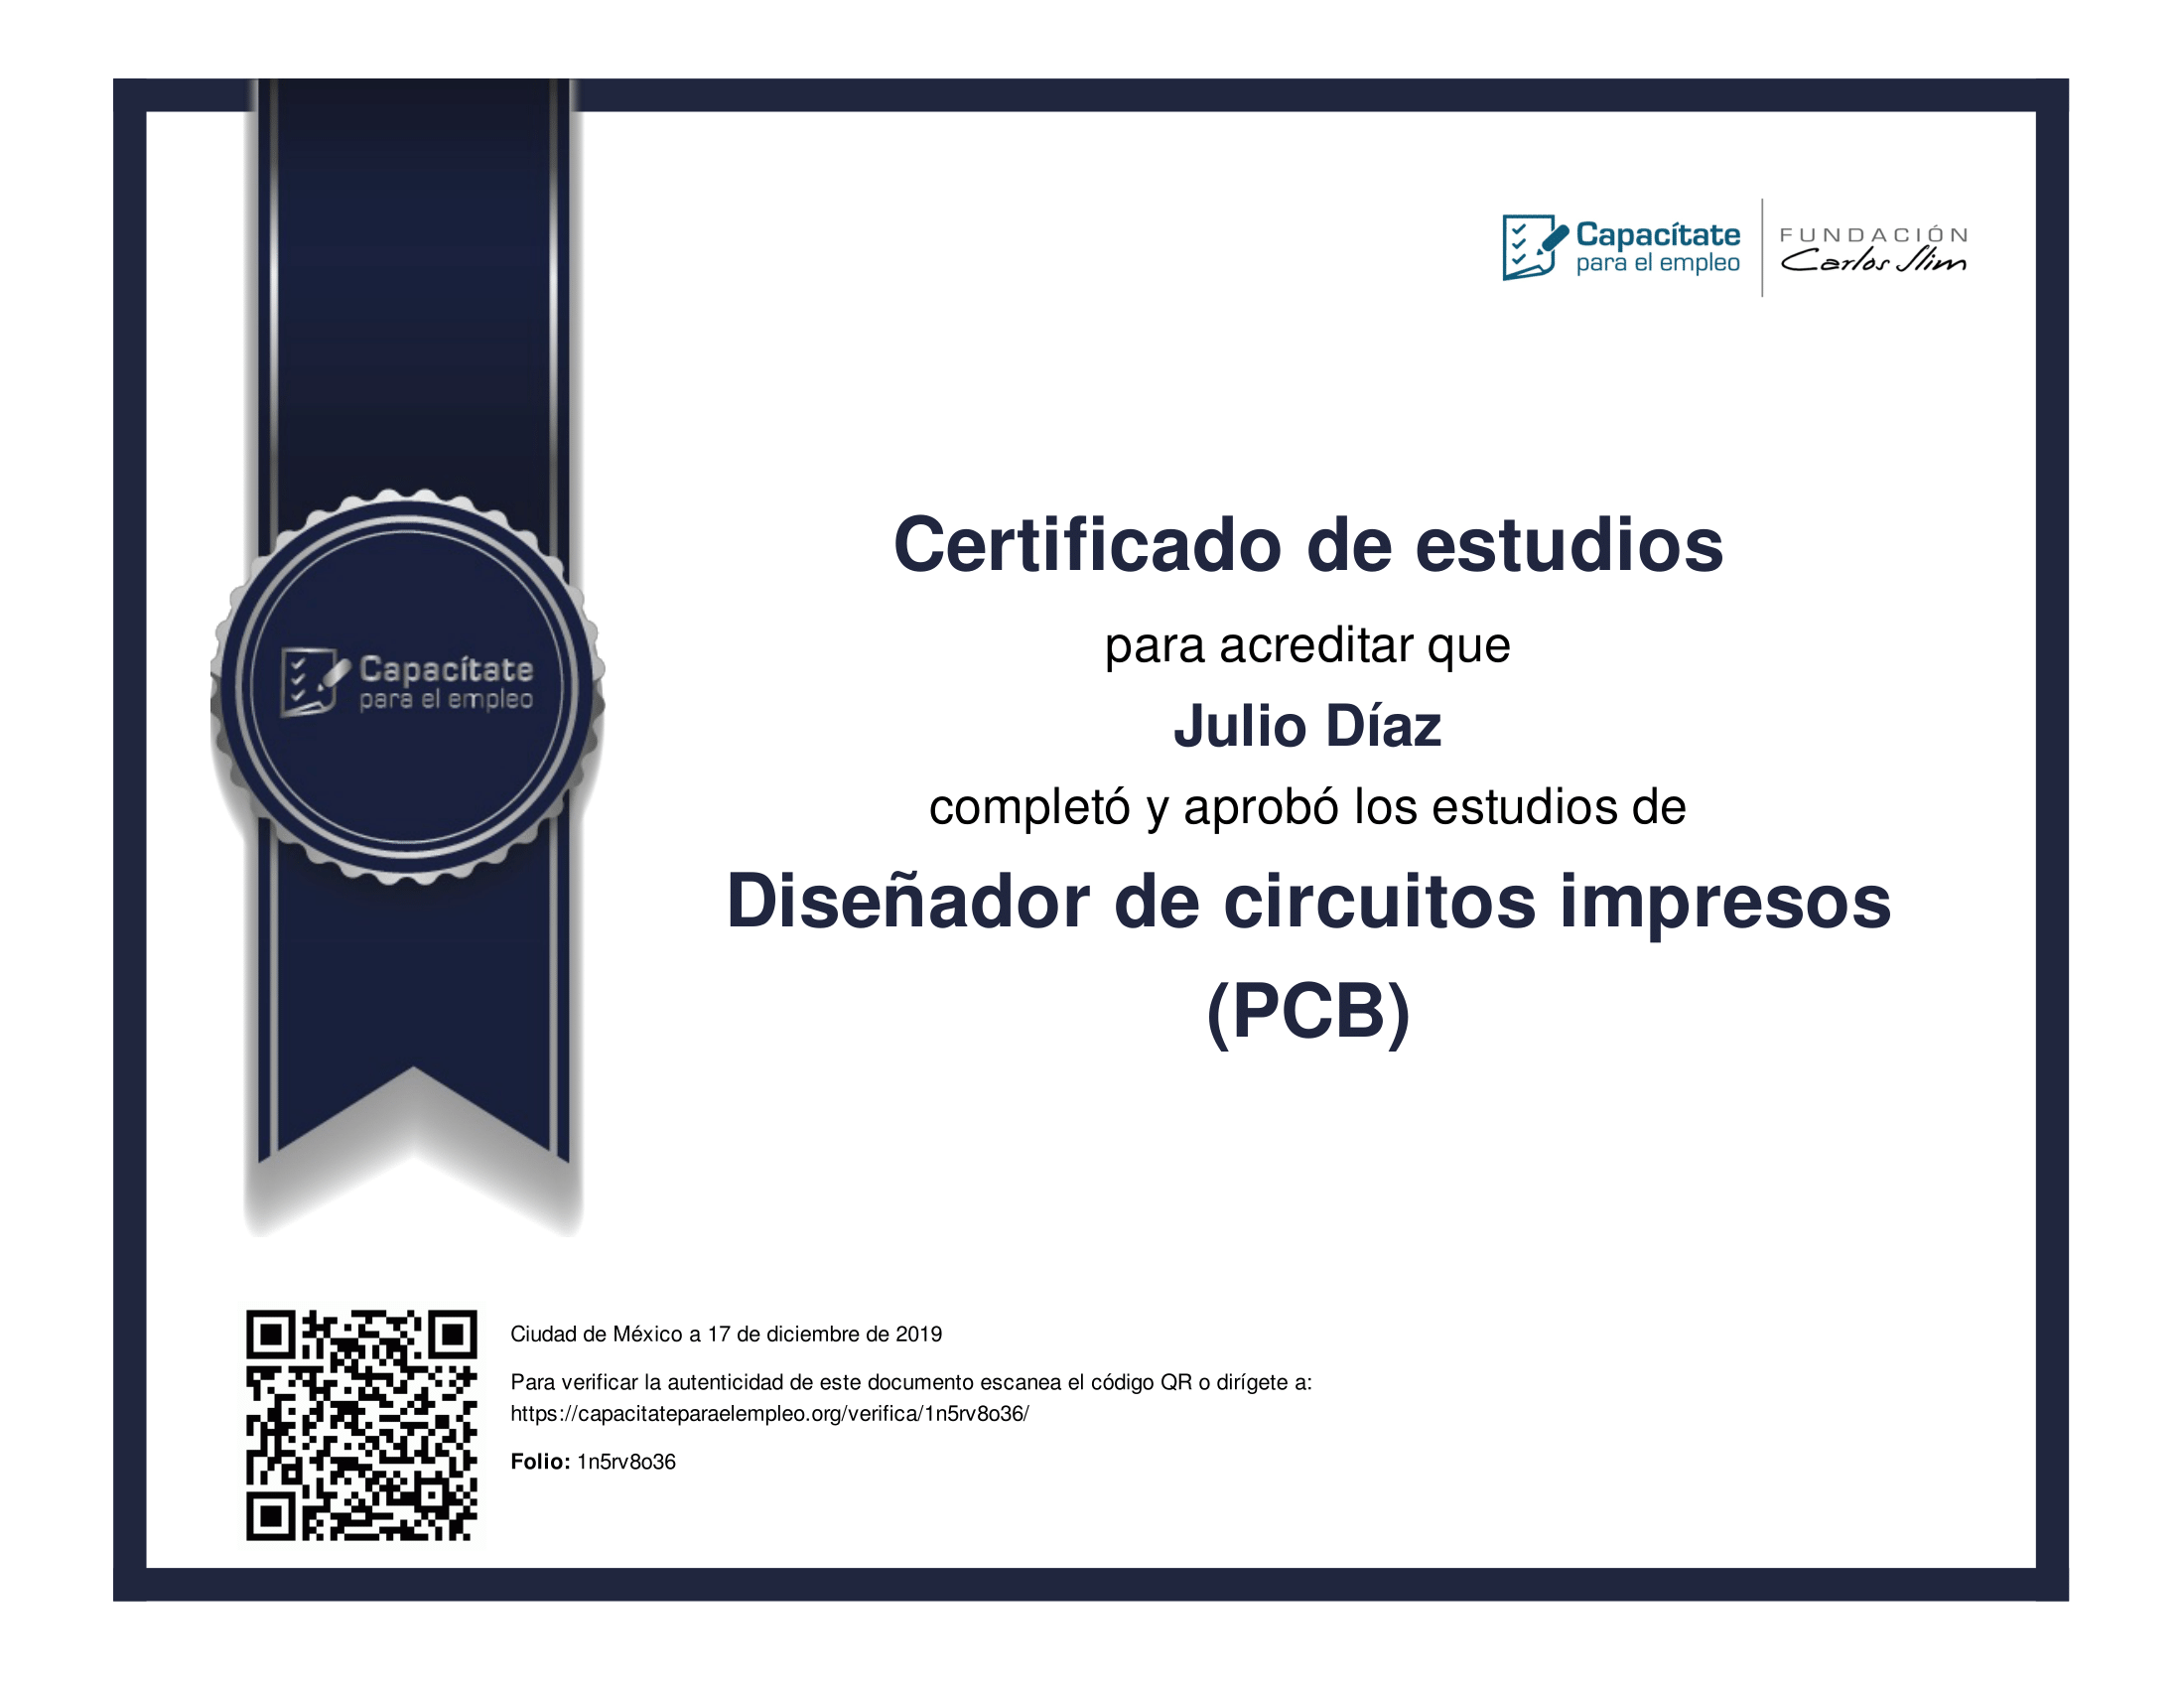 Capacítate
para el empleo
FUNDACIÓN
Carlos Slim
Capacítate
para el empleo
Certificado de estudios
para acreditar que
Julio Díaz
completó y aprobó los estudios de
Diseñador de circuitos impresos
(PCB)
Ciudad de México a 17 de diciembre de 2019
Para verificar la autenticidad de este documento escanea el código QR o dirígete a:
https://capacitateparaelempleo.org/verifica/1n5rv8o36/
Folio: 1n5rv8o36